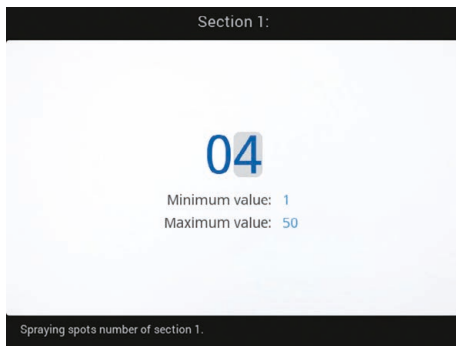 Section 1:
04
Minimum value: 1
Maximum value: 50
Spraying spots number of section 1.